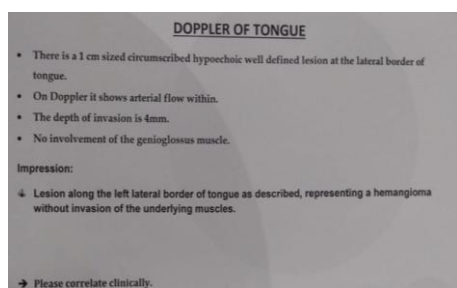 DOPPLER OF TONGUE
• There is a 1 cm sized circumscribed hypoechoic well defined lesion at the lateral border of
tongue.
• On Doppler it shows arterial flow within.
• The depth of invasion is 4mm.
• No involvement of the genioglossus muscle.
Impression:
Lesion along the left lateral border of tongue as described, representing a hemangioma
without invasion of the underlying muscles.
→ Please correlate clinically.